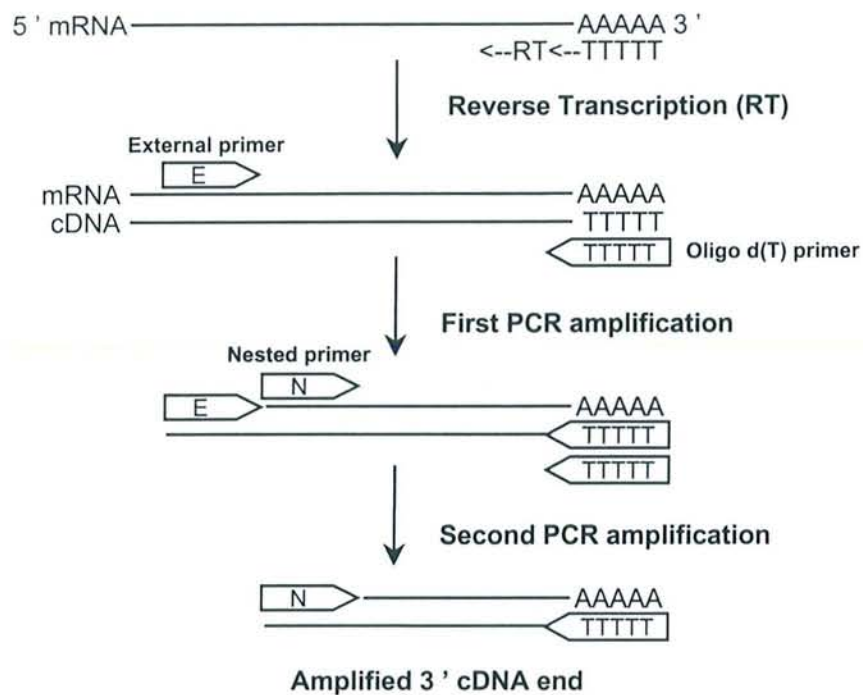 5 ' mRNA AAAAA 3 '
<--RT<--TTTTT
Reverse Transcription (RT)
External primer
E
mRNA AAAAA
cDNA TTTTT
TTTTT Oligo d(T) primer
First PCR amplification
Nested primer
N
E AAAAA
TTTTT
TTTTT
Second PCR amplification
N AAAAA
TTTTT
Amplified 3 ' cDNA end